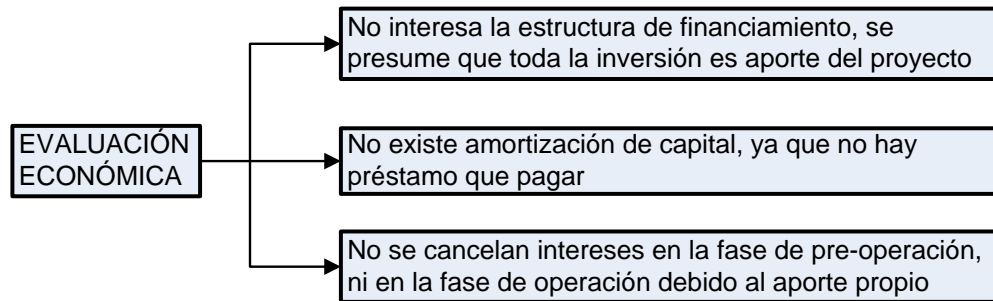 No interesa la estructura de financiamiento, se
presume que toda la inversión es aporte del proyecto
EVALUACIÓN
ECONÓMICA
No existe amortización de capital, ya que no hay
préstamo que pagar
No se cancelan intereses en la fase de pre-operación,
ni en la fase de operación debido al aporte propio